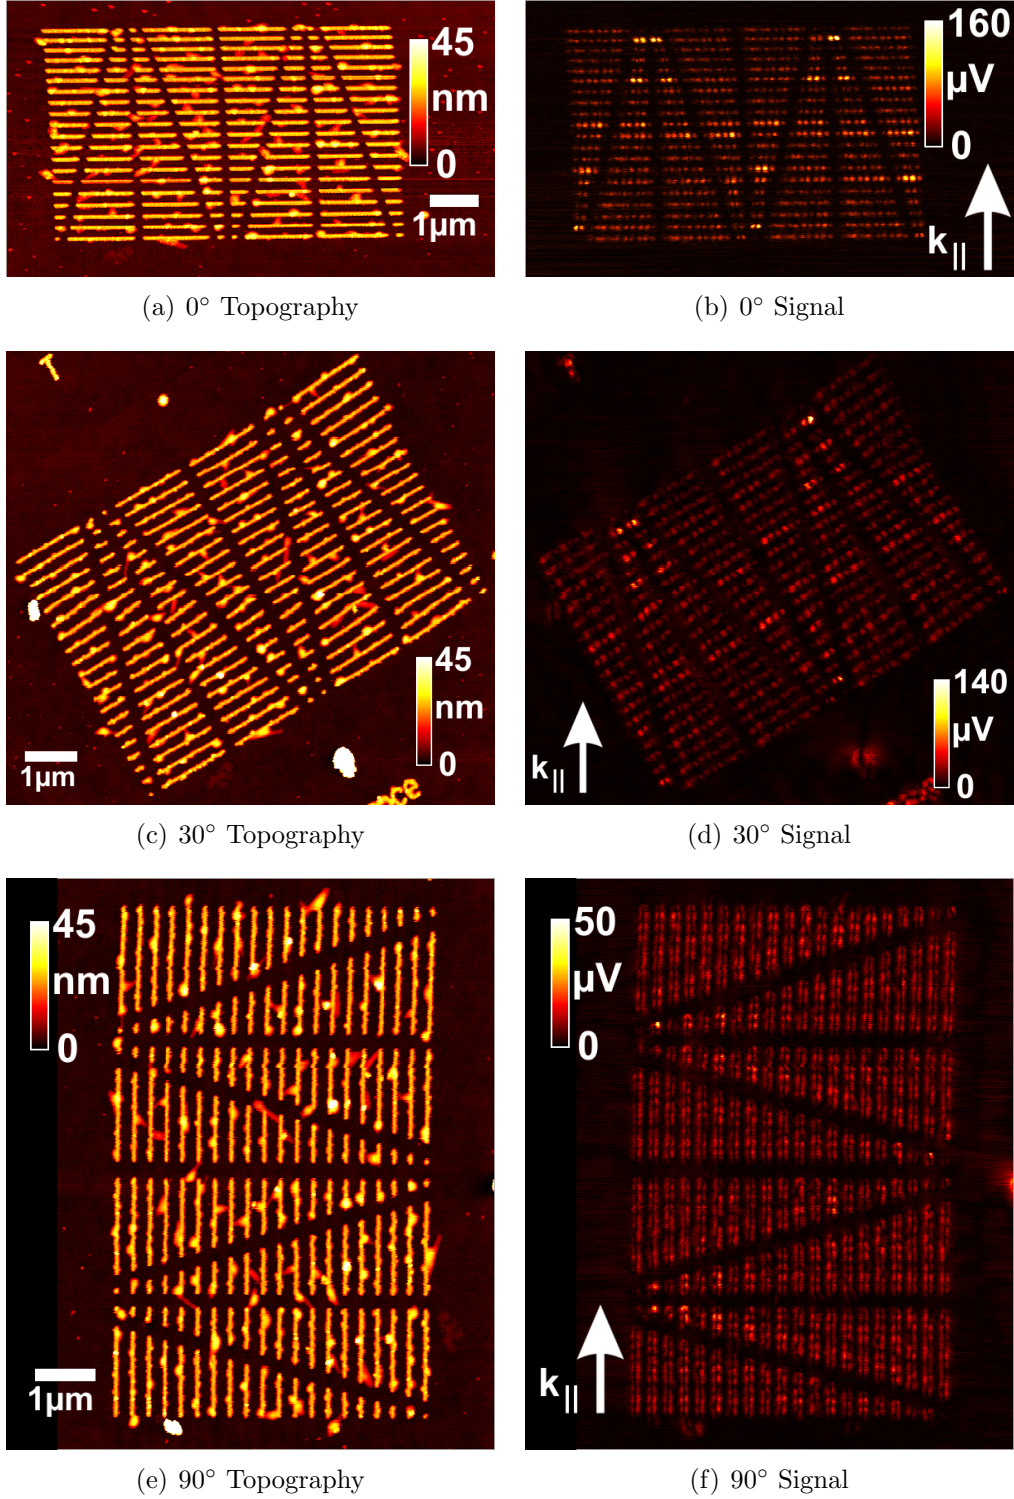 45
nm
0
1μm
160
μV
0
k||
(a) 0° Topography
(b) 0° Signal
45
nm
0
1μm
nce
140
μV
0
k||
(c) 30° Topography
(d) 30° Signal
45
nm
0
1μm
50
μV
0
k||
(e) 90° Topography
(f) 90° Signal